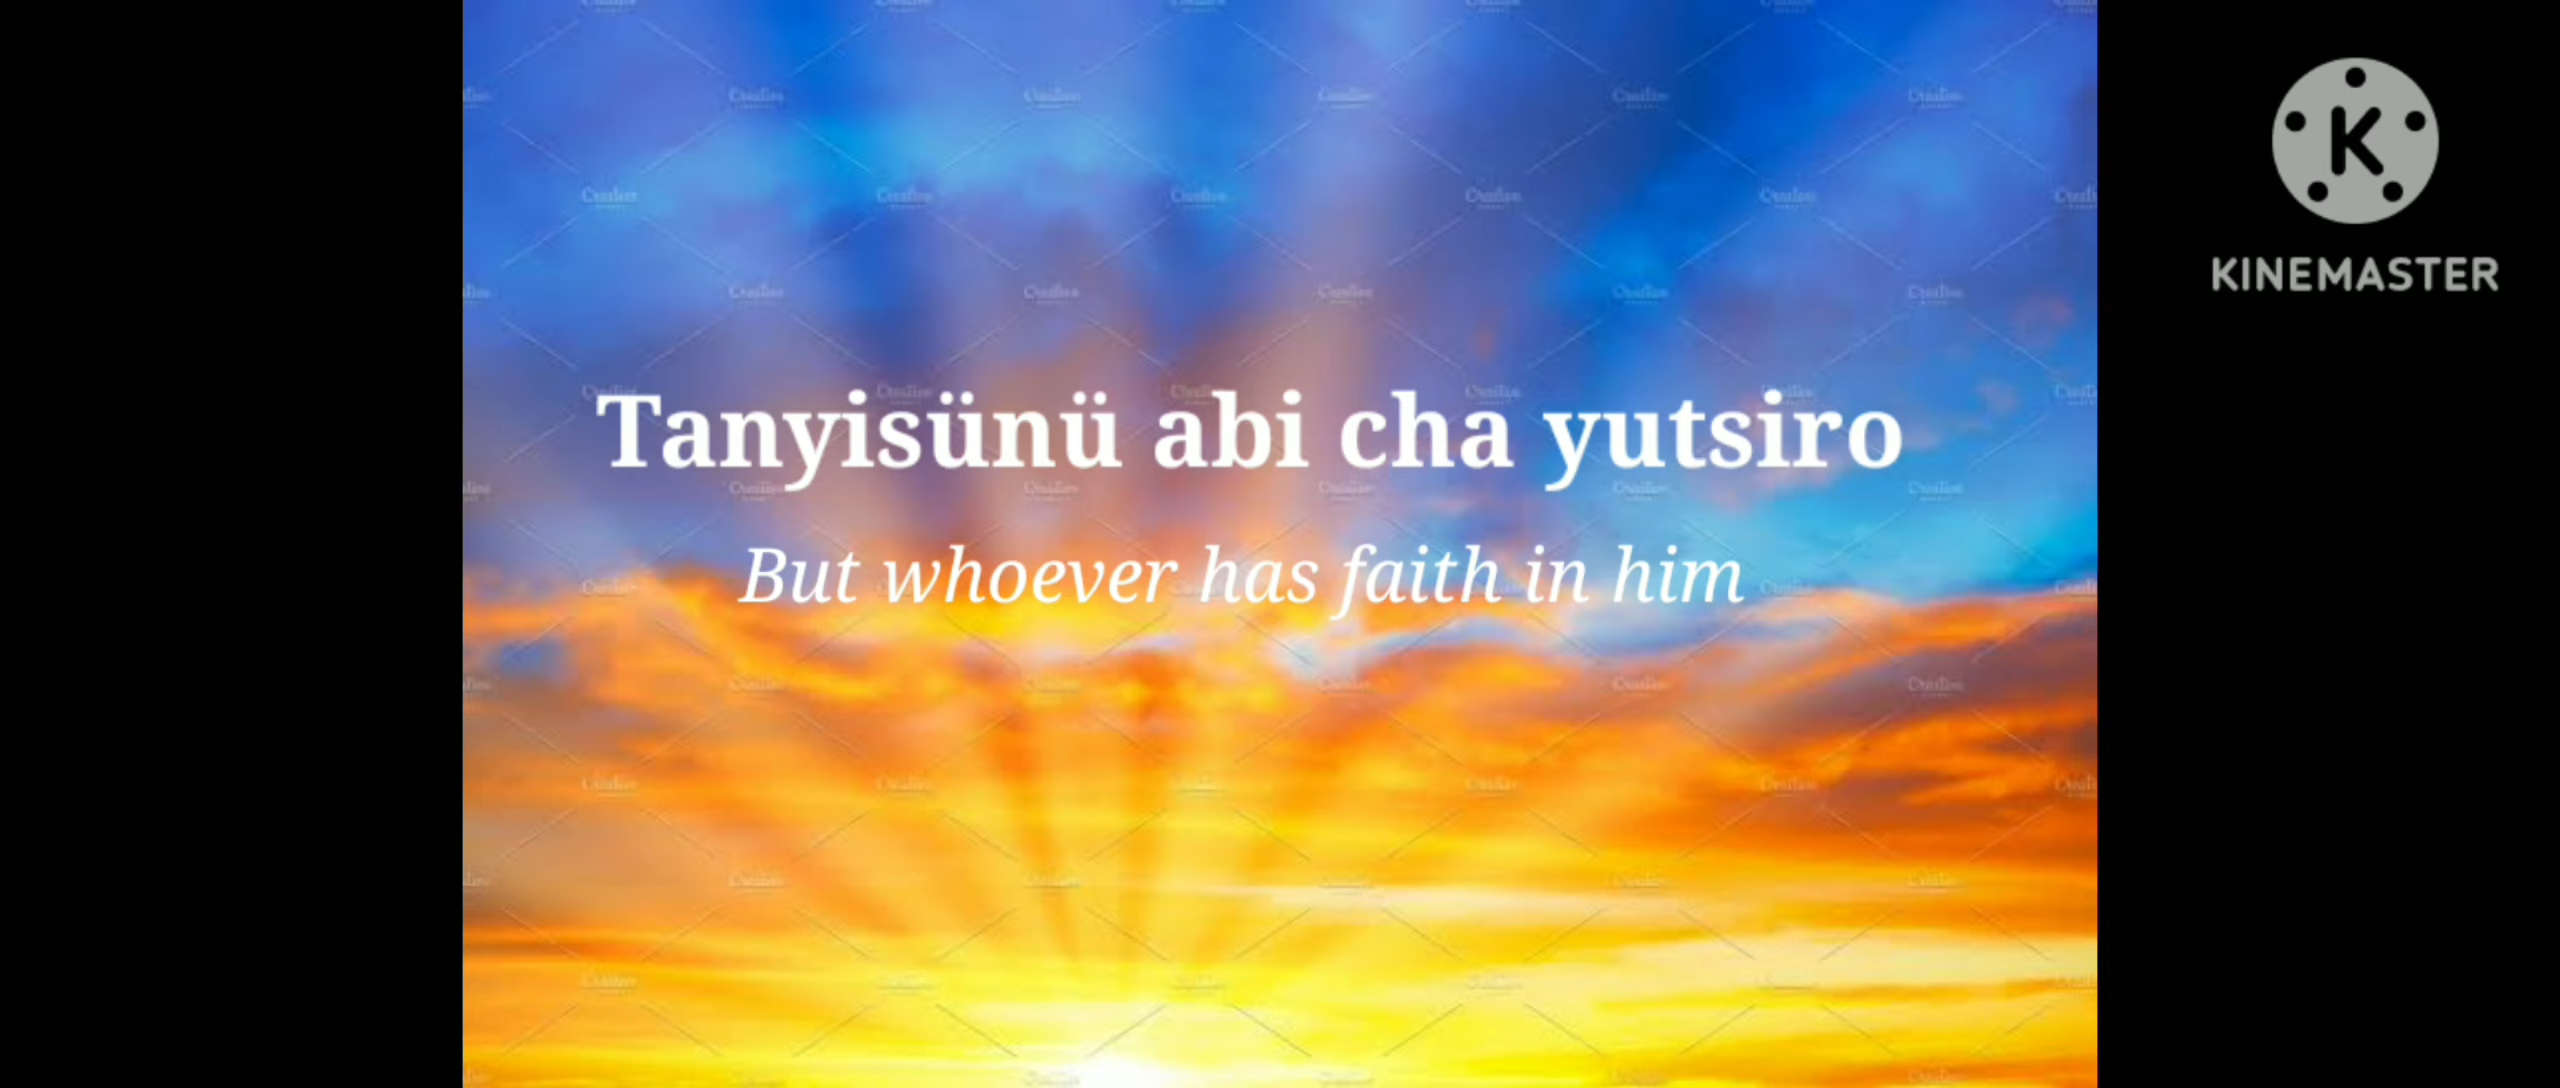 Tanyisünü abi cha yutsiro
But whoever has faith in him
K
KINEMASTER